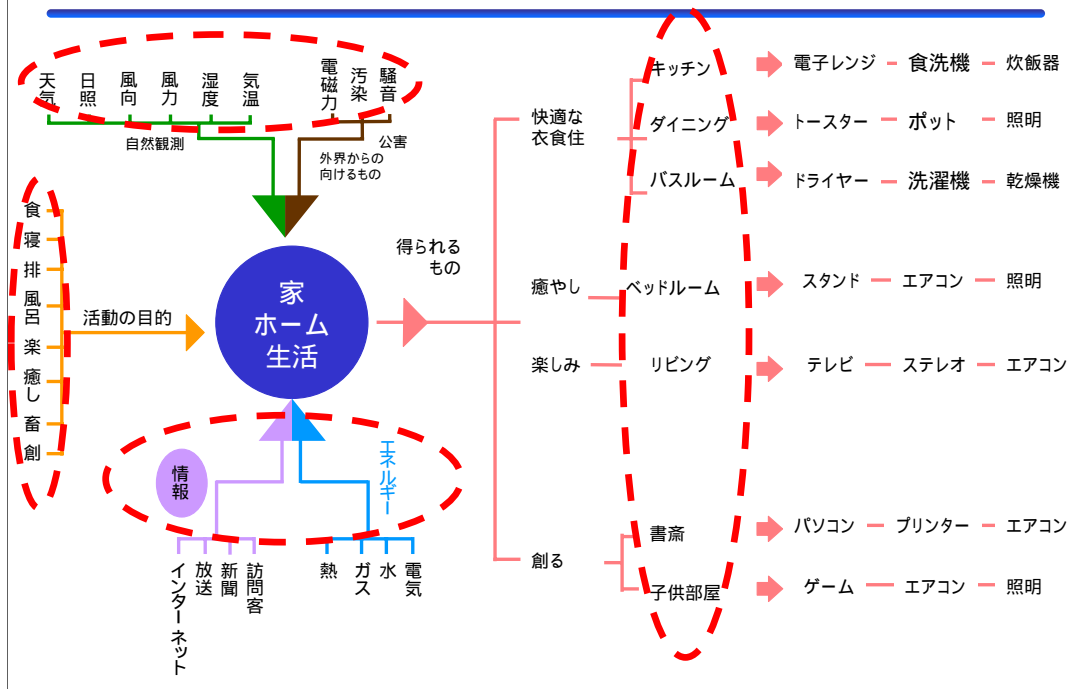 天気
日照
風向
風力
湿度
気温
電磁力
汚染
騒音
自然観測
公害
外界からの
向けるもの
食
寝
排
風呂
楽
癒し
畜
創
活動の目的
家
ホーム
生活
得られる
もの
情報
エネルギー
インターネット
放送
新聞
訪問客
熱
ガス
水
電気
快適な
衣食住
キッチン
電子レンジ
食洗機
炊飯器
ダイニング
トースター
ポット
照明
バスルーム
ドライヤー
洗濯機
乾燥機
癒やし
ベッドルーム
スタンド
エアコン
照明
楽しみ
リビング
テレビ
ステレオ
エアコン
創る
書斎
パソコン
プリンター
エアコン
子供部屋
ゲーム
エアコン
照明